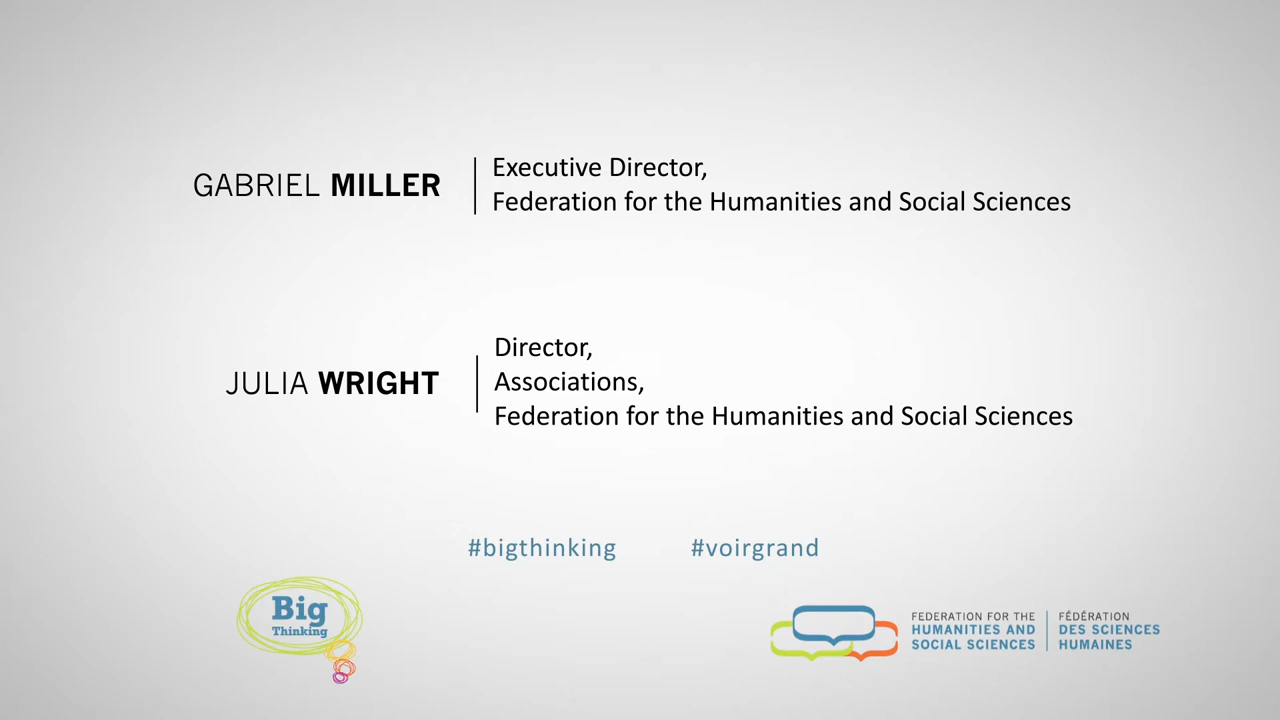 GABRIEL MILLER
Executive Director,
Federation for the Humanities and Social Sciences
JULIA WRIGHT
Director,
Associations,
Federation for the Humanities and Social Sciences
#bigthinking
#voirgrand
Big
Thinking
FEDERATION FOR THE
HUMANITIES AND
SOCIAL SCIENCES
FÉDÉRATION
DES SCIENCES
HUMAINES